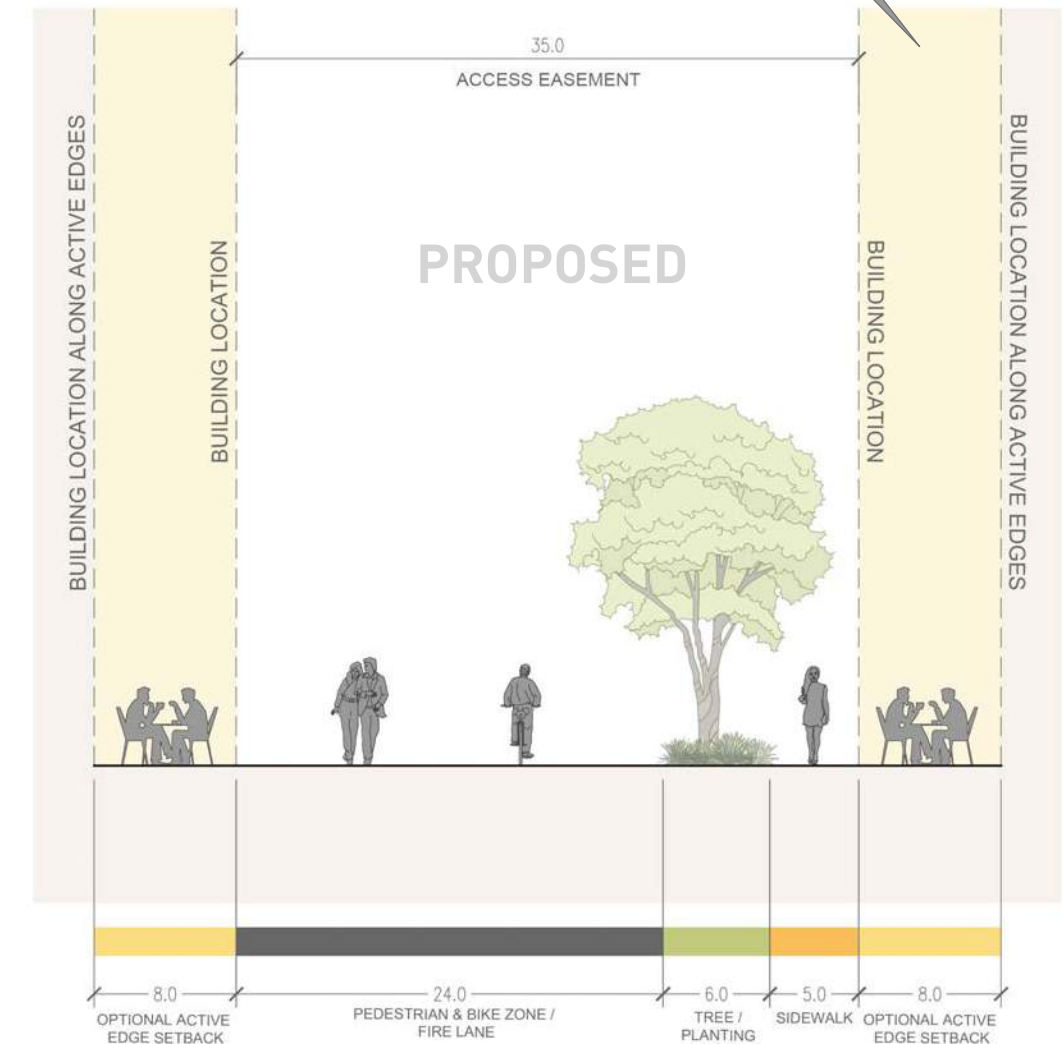 35.0
ACCESS EASEMENT
BUILDING LOCATION ALONG ACTIVE EDGES
BUILDING LOCATION
PROPOSED
BUILDING LOCATION
BUILDING LOCATION ALONG ACTIVE EDGES
8.0
OPTIONAL ACTIVE
EDGE SETBACK
24.0
PEDESTRIAN & BIKE ZONE /
FIRE LANE
6.0
TREE /
PLANTING
5.0
SIDEWALK
8.0
OPTIONAL ACTIVE
EDGE SETBACK